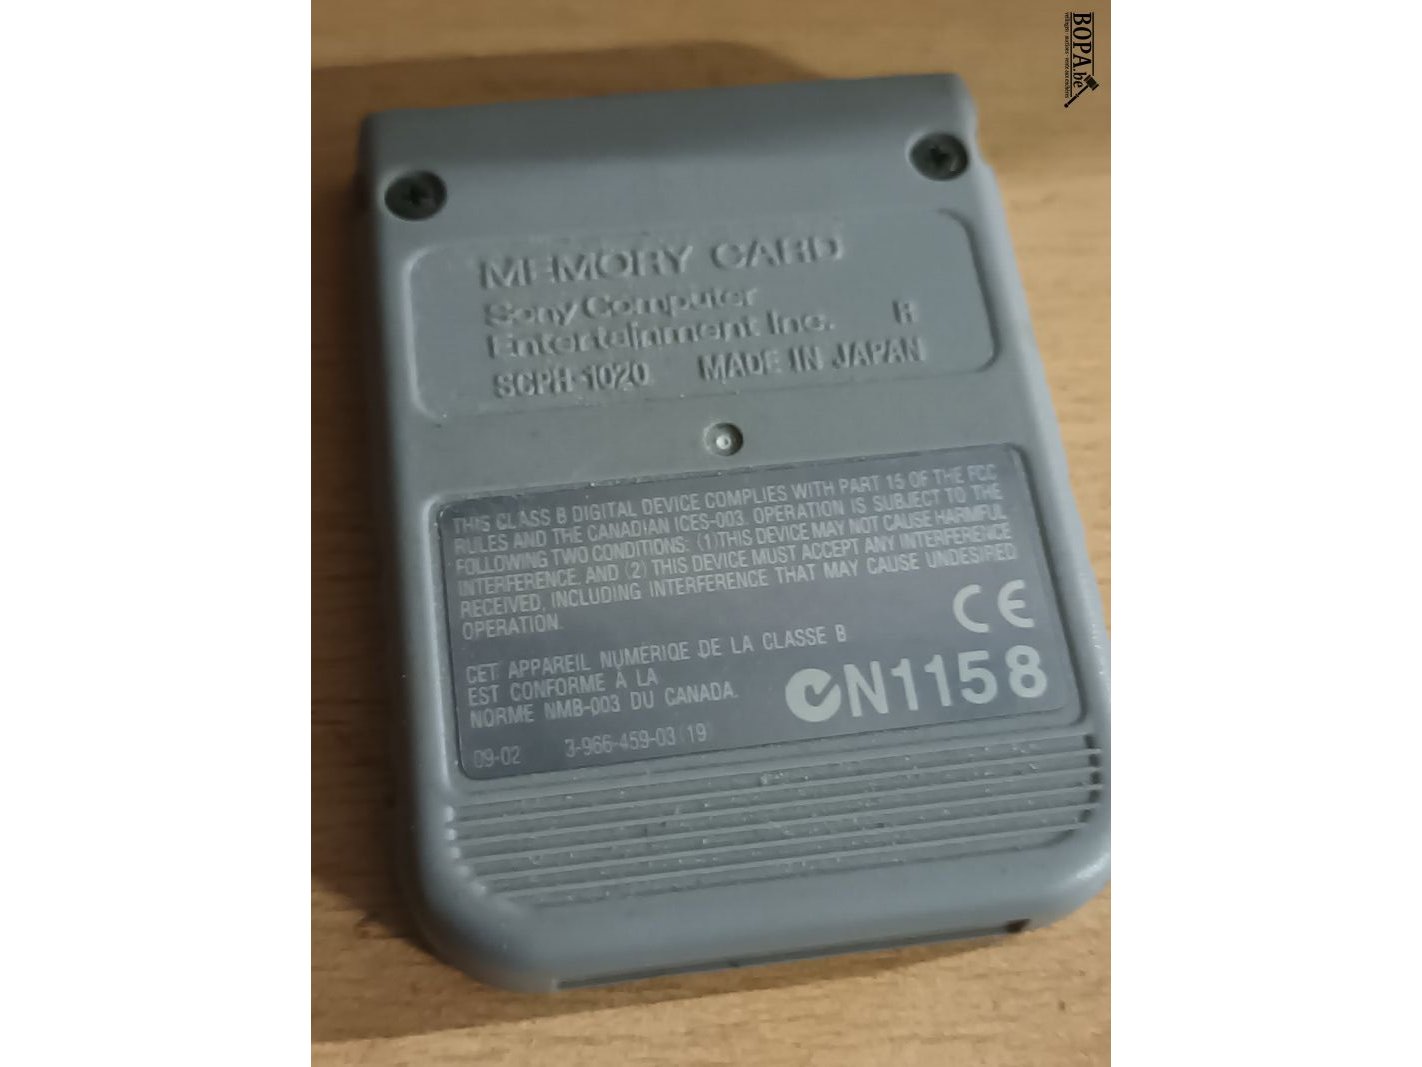 BOPA.be
MEMORY CARD
Sony Computer
Entertainment Inc. H
SCPH-1020 MADE IN JAPAN
THIS CLASS B DIGITAL DEVICE COMPLIES WITH PART 15 OF THE FCC
RULES AND THE CANADIAN ICES-003. OPERATION IS SUBJECT TO THE
FOLLOWING TWO CONDITIONS: (1) THIS DEVICE MAY NOT CAUSE HARMFUL
INTERFERENCE, AND (2) THIS DEVICE MUST ACCEPT ANY INTERFERENCE
RECEIVED, INCLUDING INTERFERENCE THAT MAY CAUSE UNDESIRED
OPERATION.
CE
CET APPAREIL NUMÉRIQE DE LA CLASSE B
EST CONFORME À LA
NORME NMB-003 DU CANADA.
N1158
09-02 3-966-459-03 (19)